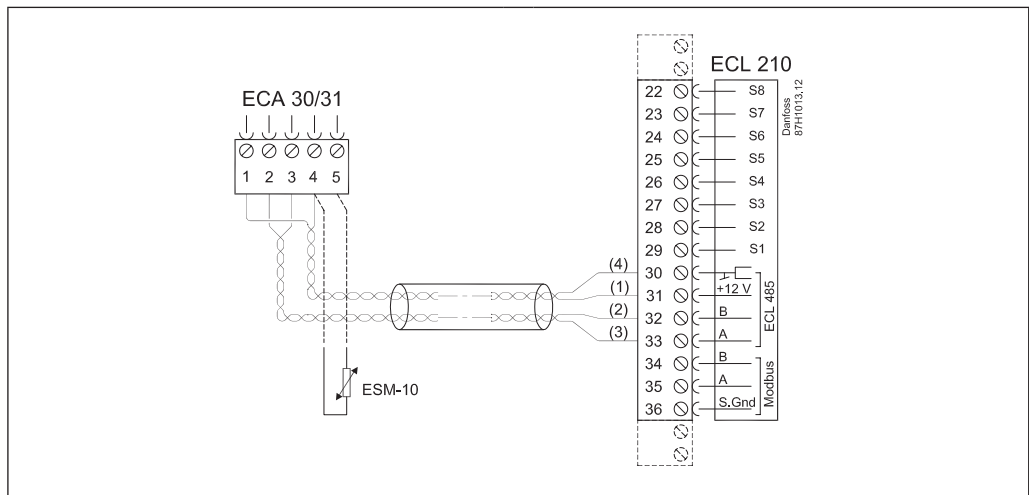 ECL 210
ECA 30/31
1 2 3 4 5
22 S8
23 S7
24 S6
25 S5
26 S4
27 S3
28 S2
29 S1
(4) 30
(1) 31 +12 V
(2) 32 B
(3) 33 A
34 B
35 A
36 S.Gnd
ECL 485
Modbus
Danfoss
87H1013.12
ESM-10